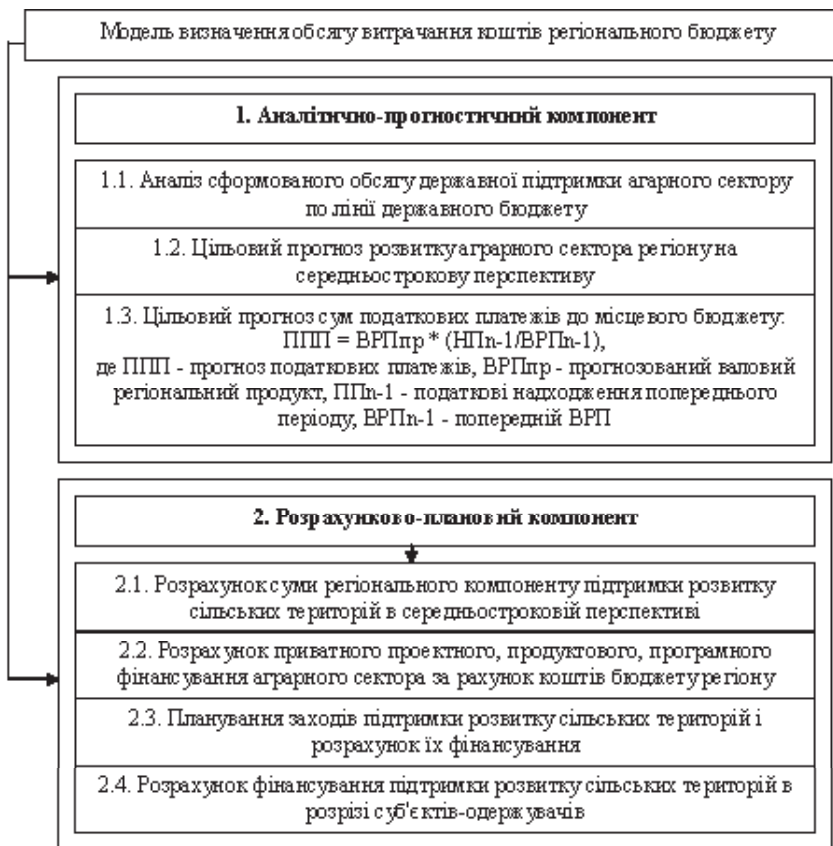 Модель визначення обсягу витрачання коштів регіонального бюджету
1. Аналітично-прогностичний компонент
1.1. Аналіз сформованого обсягу державної підтримки агарного сектору
по лінії державного бюджету
1.2. Цільовий прогноз розвитку аграрного сектора регіону на
середньострокову перспективу
1.3. Цільовий прогноз сум податкових платежів до місцевого бюджету:
ППП = ВРПпр * (НПn-1/ВРПn-1),
де ППП - прогноз податкових платежів, ВРПпр - прогнозований валовий
регіональний продукт, ППn-1 - податкові надходження попереднього
періоду, ВРПn-1 - попередній ВРП
2. Розрахунково-плановий компонент
2.1. Розрахунок суми регіонального компоненту підтримки розвитку
сільських територій в середньостроковій перспективі
2.2. Розрахунок приватного проектного, продуктового, програмного
фінансування аграрного сектора за рахунок коштів бюджету регіону
2.3. Планування заходів підтримки розвитку сільських територій і
розрахунок їх фінансування
2.4. Розрахунок фінансування підтримки розвитку сільських територій в
розрізі суб'єктів-одержувачів